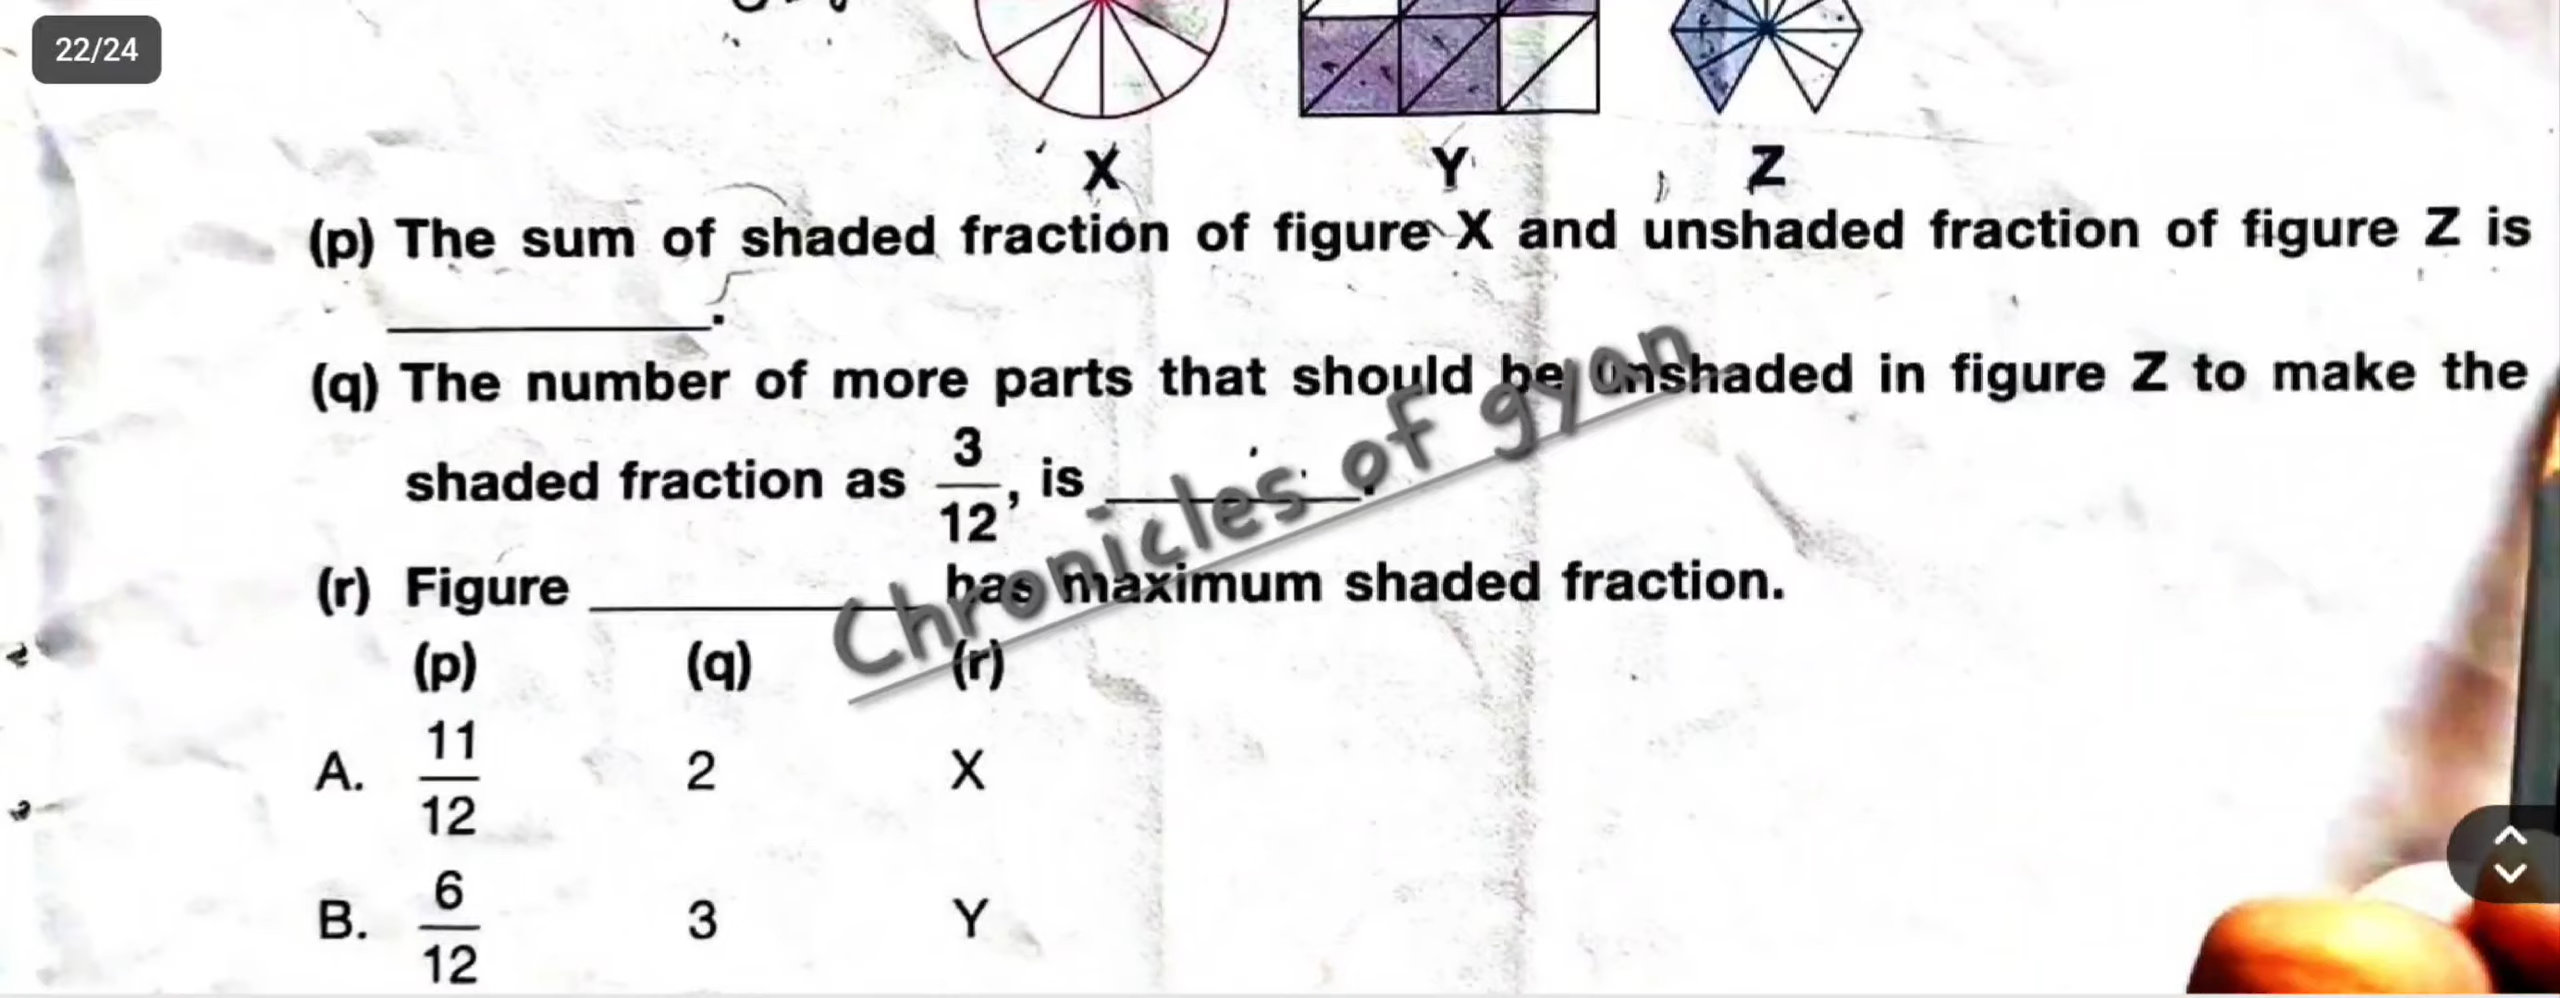 22/24
X Y Z
(p) The sum of shaded fraction of figure X and unshaded fraction of figure Z is
.
(q) The number of more parts that should be unshaded in figure Z to make the
shaded fraction as 3/12, is ________.
(r) Figure ________ has maximum shaded fraction.
Chronicles of gyan
(p) (q) (r)
A. 11/12 2 X
B. 6/12 3 Y